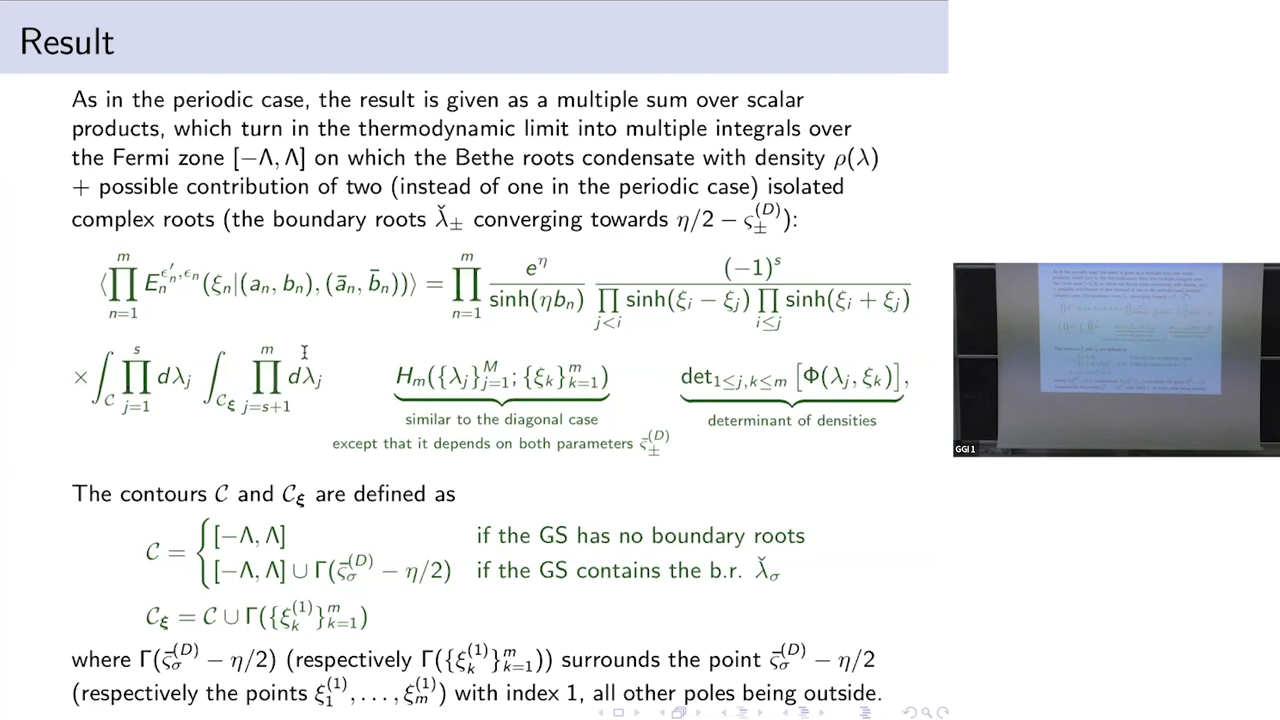 Result
As in the periodic case, the result is given as a multiple sum over scalar
products, which turn in the thermodynamic limit into multiple integrals over
the Fermi zone [−Λ, Λ] on which the Bethe roots condensate with density ρ(λ)
+ possible contribution of two (instead of one in the periodic case) isolated
complex roots (the boundary roots λ̌_± converging towards η/2 − ς_±^{(D)}):
⟨∏_{n=1}^{m} E_n^{ϵ'_n,ϵ_n}(ξ_n|(a_n, b_n), (ā_n, b̄_n))⟩ = ∏_{n=1}^{m} e^η / sinh(ηb_n) (−1)^s / ∏_{j<i} sinh(ξ_i − ξ_j) ∏_{i≤j} sinh(ξ_i + ξ_j)
× ∫_C ∏_{j=1}^{s} dλ_j ∫_{C_ξ} ∏_{j=s+1}^{m} dλ_j H_m({λ_j}_{j=1}^{M}; {ξ_k}_{k=1}^{m}) det_{1≤j,k≤m} [Φ(λ_j, ξ_k)],
similar to the diagonal case
determinant of densities
except that it depends on both parameters ς̄_±^{(D)}
The contours C and C_ξ are defined as
C = { [−Λ, Λ] if the GS has no boundary roots
[−Λ, Λ] ∪ Γ(ς̄_σ^{(D)} − η/2) if the GS contains the b.r. λ̌_σ
C_ξ = C ∪ Γ({ξ_k^{(1)}}_{k=1}^{m})
where Γ(ς̄_σ^{(D)} − η/2) (respectively Γ({ξ_k^{(1)}}_{k=1}^{m})) surrounds the point ς̄_σ^{(D)} − η/2
(respectively the points ξ_1^{(1)}, . . . , ξ_m^{(1)}) with index 1, all other poles being outside.
GGI 1